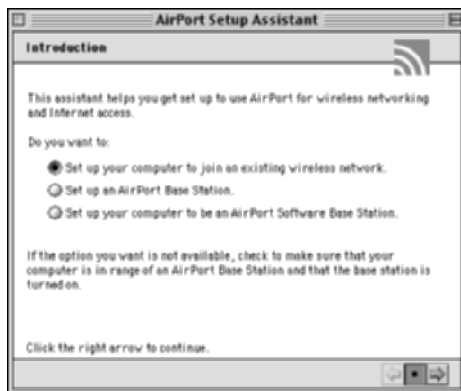 AirPort Setup Assistant
Introduction
This assistant helps you get set up to use AirPort for wireless networking
and Internet access.
Do you want to:
Set up your computer to join an existing wireless network.
Set up an AirPort Base Station.
Set up your computer to be an AirPort Software Base Station.
If the option you want is not available, check to make sure that your
computer is in range of an AirPort Base Station and that the base station is
turned on.
Click the right arrow to continue.